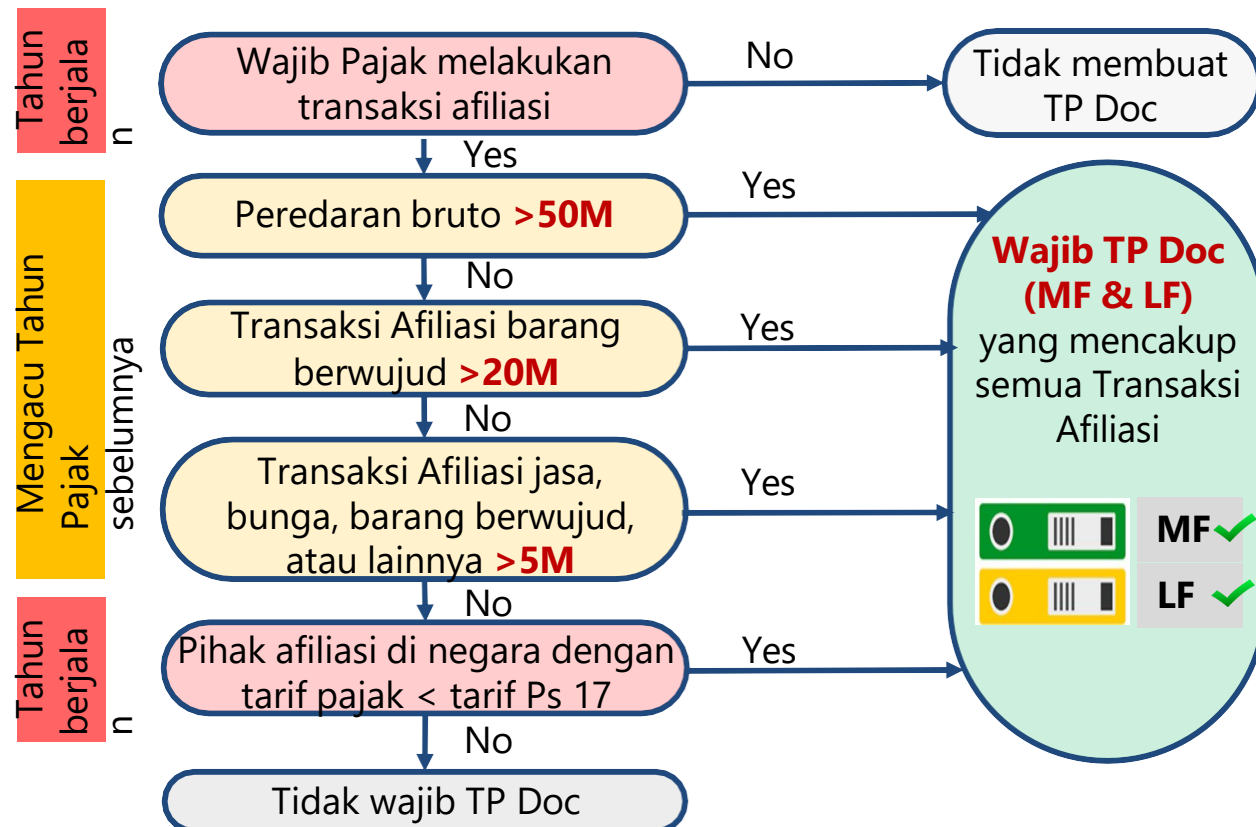 Tahun
berjala
n
Wajib Pajak melakukan
transaksi afiliasi
No
Tidak membuat
TP Doc
Yes
Mengacu Tahun
Pajak
sebelumnya
Peredaran bruto >50M
Yes
No
Transaksi Afiliasi barang
berwujud >20M
Yes
No
Transaksi Afiliasi jasa,
bunga, barang berwujud,
atau lainnya >5M
Yes
No
Wajib TP Doc
(MF & LF)
yang mencakup
semua Transaksi
Afiliasi
MF
LF
Tahun
berjala
n
Pihak afiliasi di negara dengan
tarif pajak < tarif Ps 17
Yes
No
Tidak wajib TP Doc